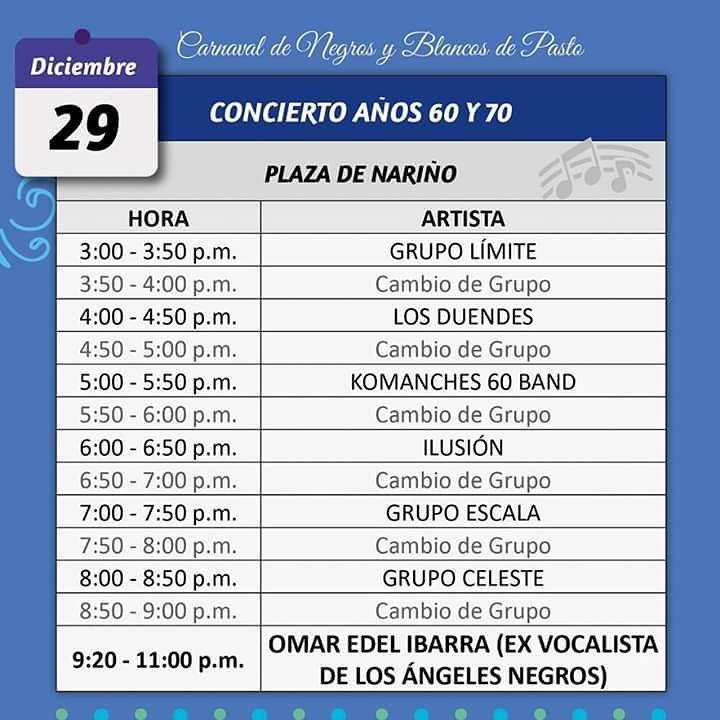 Carnaval de Negros y Blancos de Pasto
Diciembre
29
CONCIERTO AÑOS 60 Y 70
PLAZA DE NARIÑO
HORA ARTISTA
3:00 - 3:50 p.m. GRUPO LÍMITE
3:50 - 4:00 p.m. Cambio de Grupo
4:00 - 4:50 p.m. LOS DUENDES
4:50 - 5:00 p.m. Cambio de Grupo
5:00 - 5:50 p.m. KOMANCHES 60 BAND
5:50 - 6:00 p.m. Cambio de Grupo
6:00 - 6:50 p.m. ILUSIÓN
6:50 - 7:00 p.m. Cambio de Grupo
7:00 - 7:50 p.m. GRUPO ESCALA
7:50 - 8:00 p.m. Cambio de Grupo
8:00 - 8:50 p.m. GRUPO CELESTE
8:50 - 9:00 p.m. Cambio de Grupo
9:20 - 11:00 p.m. OMAR EDEL IBARRA (EX VOCALISTA
DE LOS ÁNGELES NEGROS)